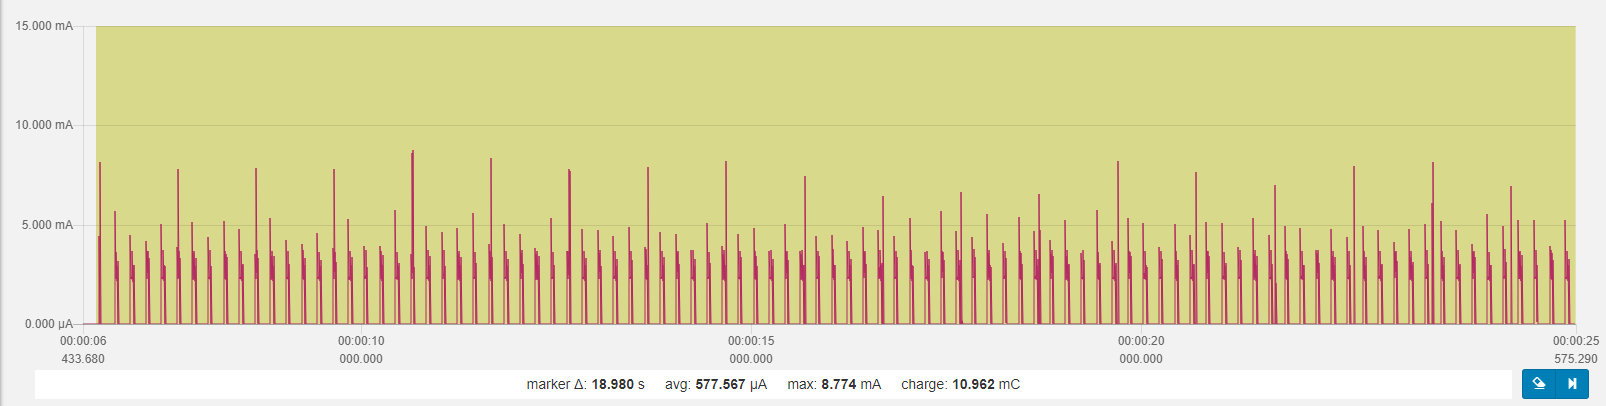 15.000 mA
10.000 mA
5.000 mA
0.000 µA
00:00:06 00:00:10 00:00:15 00:00:20 00:00:25
433.680 000.000 000.000 000.000 575.290
marker Δ: 18.980 s avg: 577.567 µA max: 8.774 mA charge: 10.962 mC